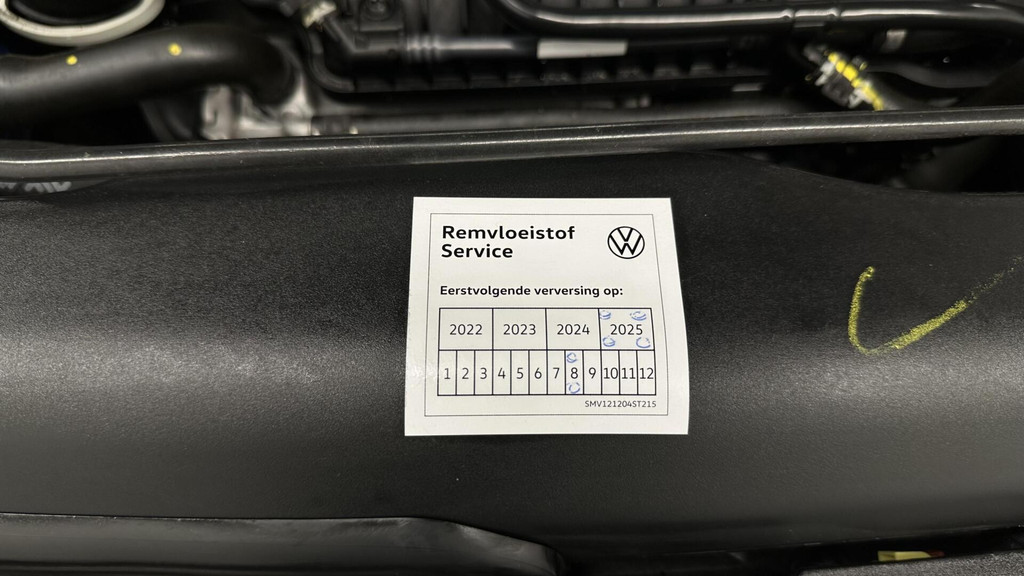 Remvloeistof
Service
Eerstvolgende verversing op:
2022 2023 2024 2025
1 2 3 4 5 6 7 8 9 10 11 12
SMV121204ST215